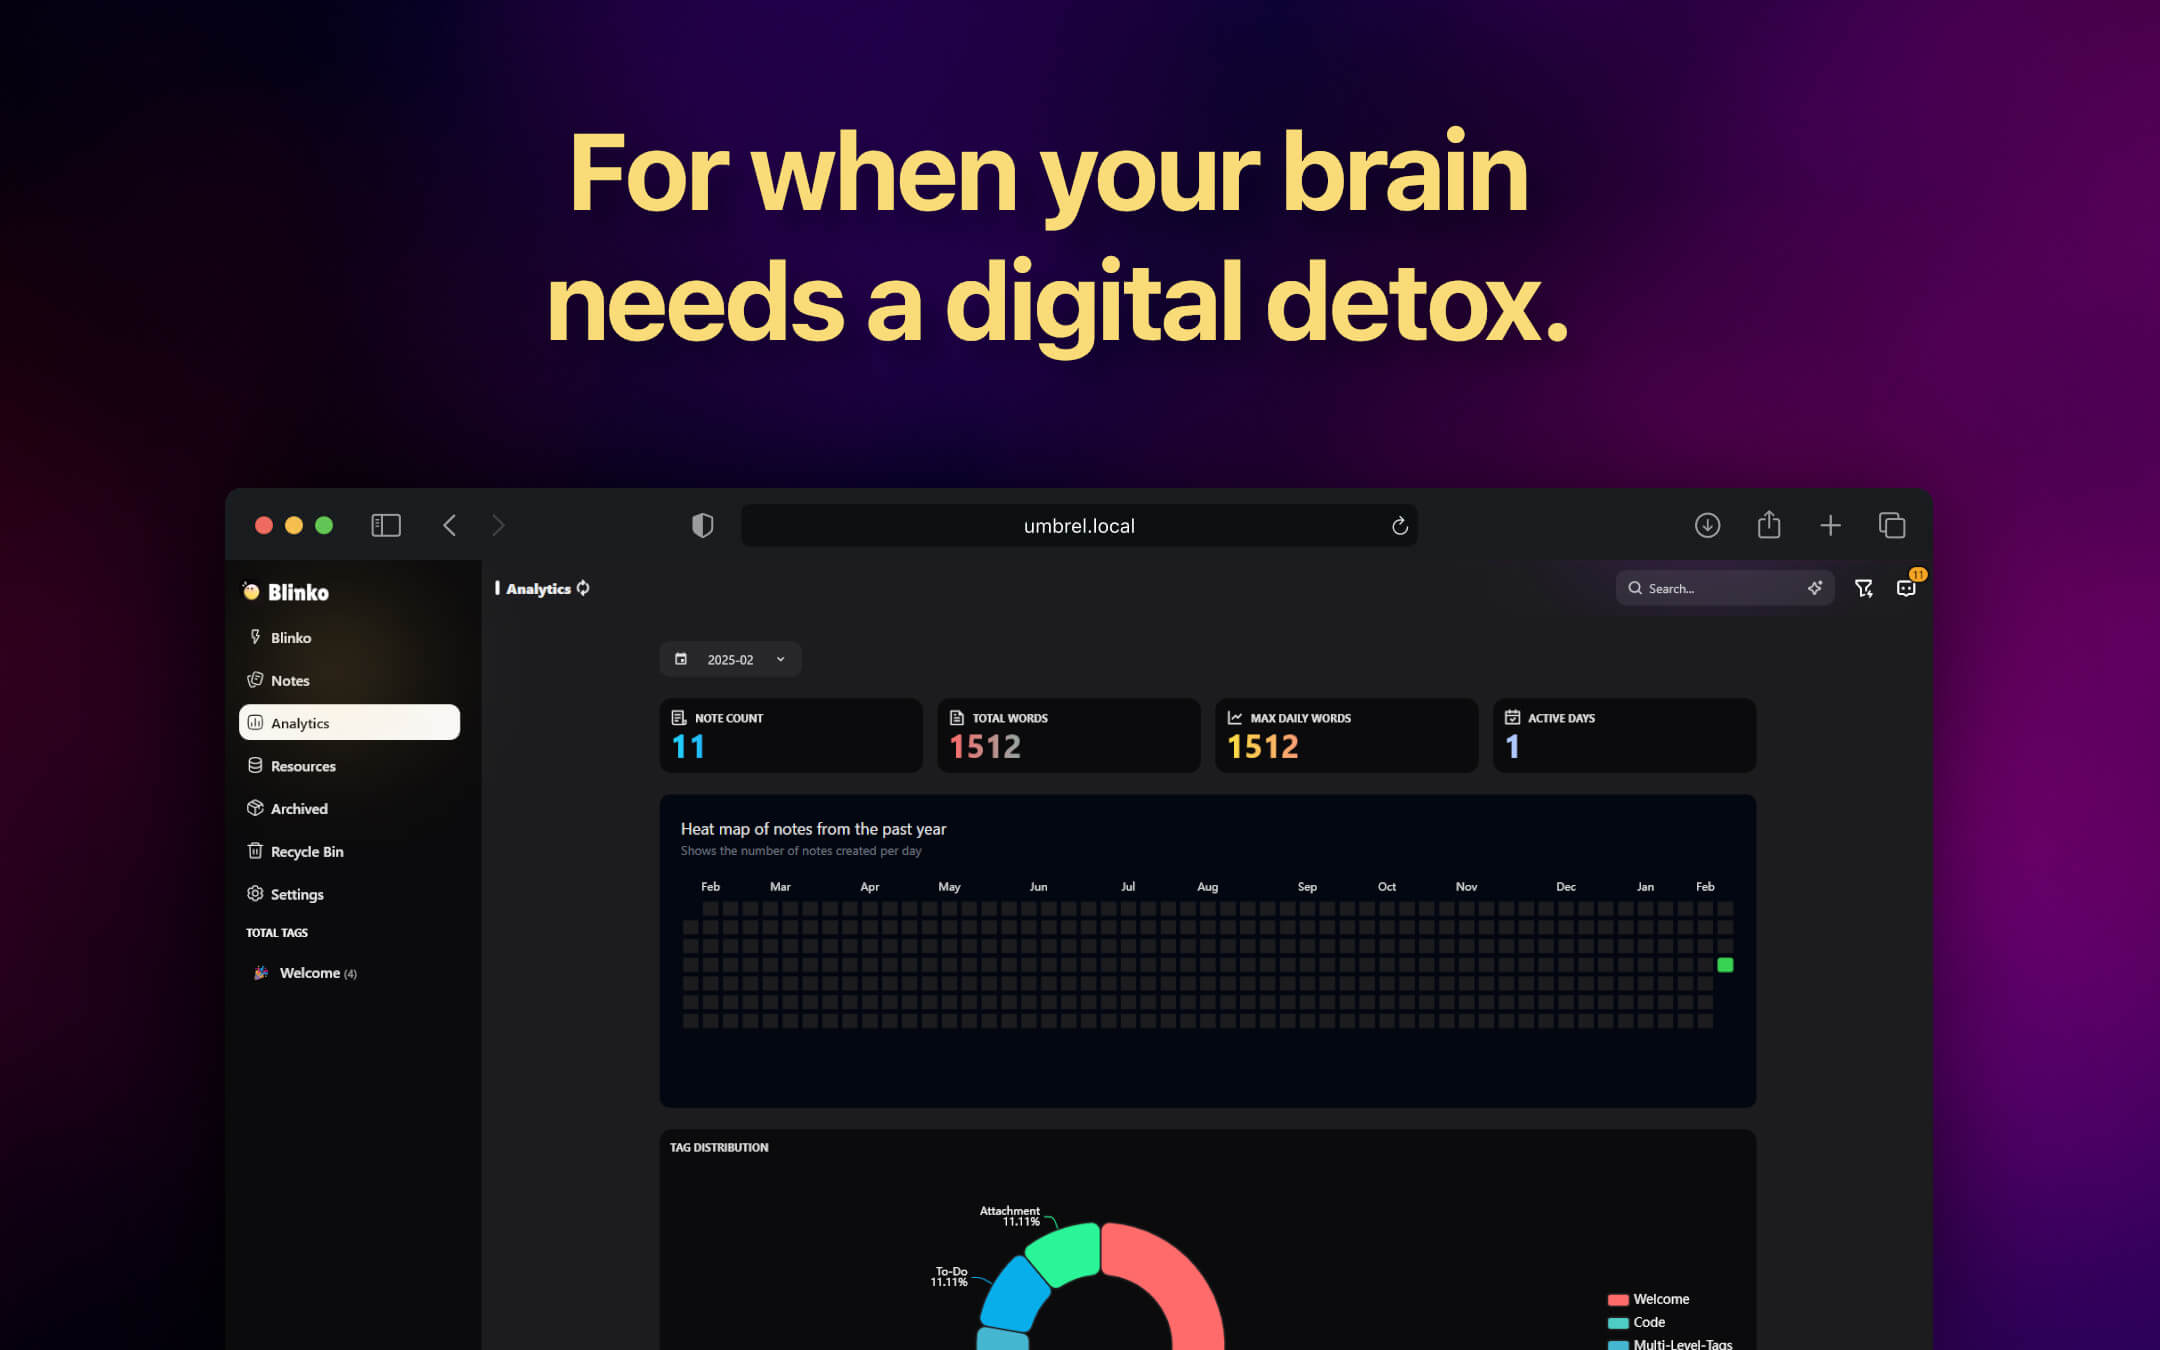 For when your brain
needs a digital detox.
umbrel.local
Blinko
Analytics
Search...
11
Blinko
Notes
Analytics
Resources
Archived
Recycle Bin
Settings
TOTAL TAGS
Welcome (4)
2025-02
NOTE COUNT
11
TOTAL WORDS
1512
MAX DAILY WORDS
1512
ACTIVE DAYS
1
Heat map of notes from the past year
Shows the number of notes created per day
Feb Mar Apr May Jun Jul Aug Sep Oct Nov Dec Jan Feb
TAG DISTRIBUTION
Attachment
11.11%
To-Do
11.11%
Welcome
Code
Multi-Level-Tags